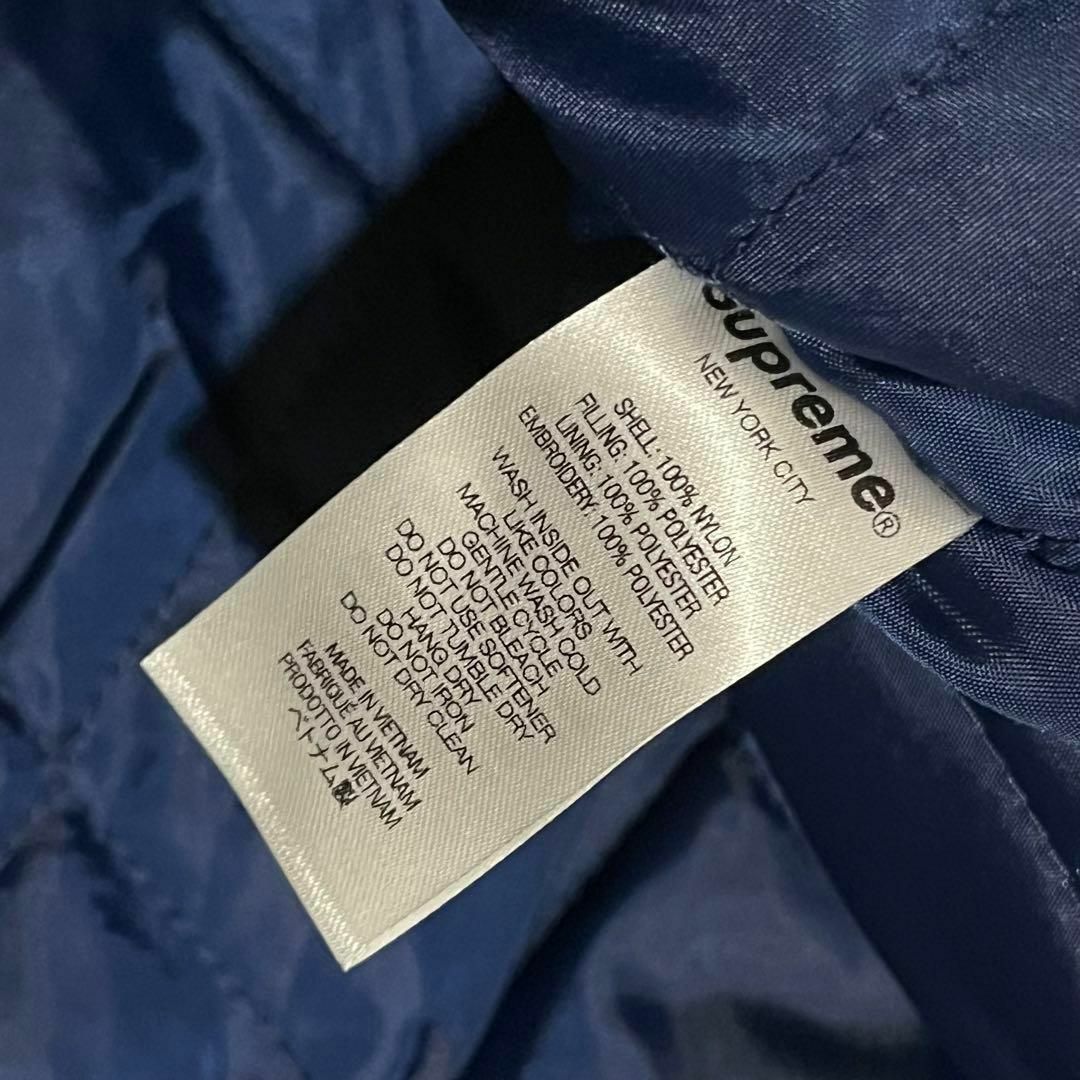 Supreme®
NEW YORK CITY
SHELL: 100% NYLON
FILLING: 100% POLYESTER
LINING: 100% POLYESTER
EMBROIDERY: 100% POLYESTER
WASH INSIDE OUT WITH
LIKE COLORS
MACHINE WASH COLD
GENTLE CYCLE
DO NOT BLEACH
DO NOT USE SOFTENER
DO NOT TUMBLE DRY
HANG DRY
DO NOT IRON
DO NOT DRY CLEAN
MADE IN VIETNAM
FABRIQUÉ AU VIETNAM
PRODOTTO IN VIETNAM
ベトナム製